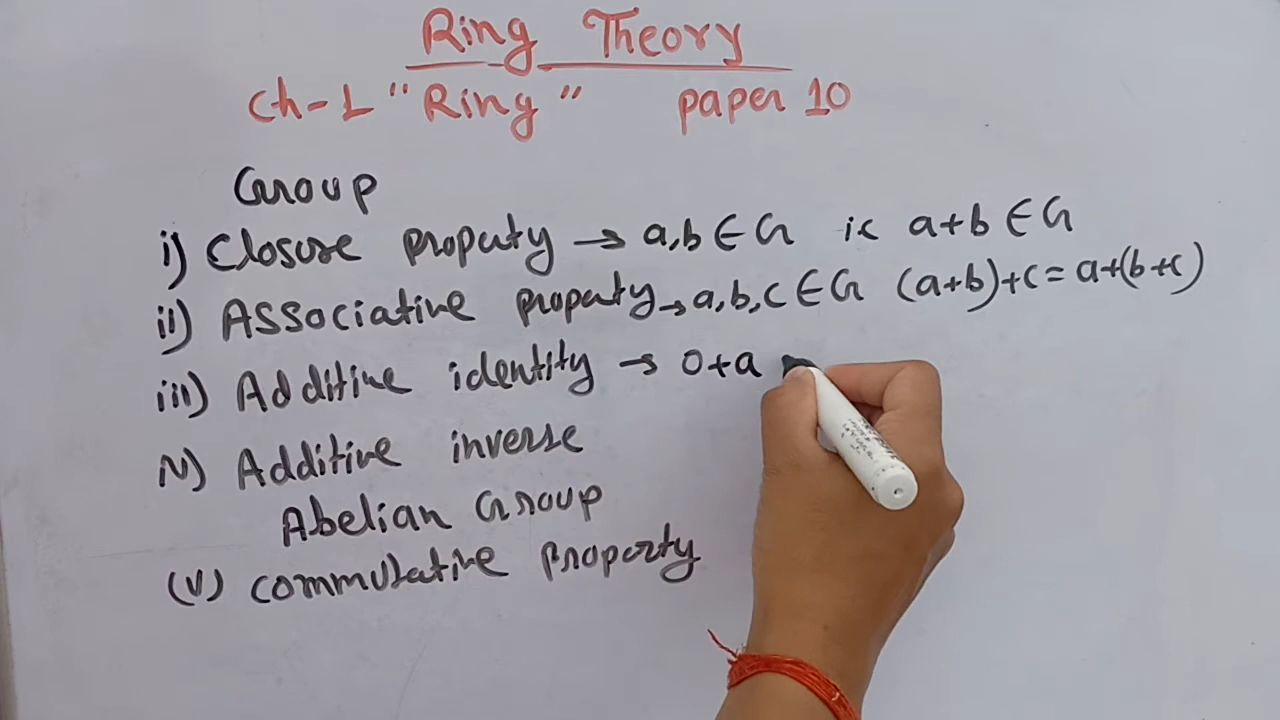 Ring Theory
Ch-1 "Ring" paper 10
Group
i) Closure property → a,b ∈ G is a+b ∈ G
ii) Associative property → a,b,c ∈ G (a+b)+c = a+(b+c)
iii) Additive identity → 0+a
iv) Additive inverse
Abelian Group
(v) commutative property